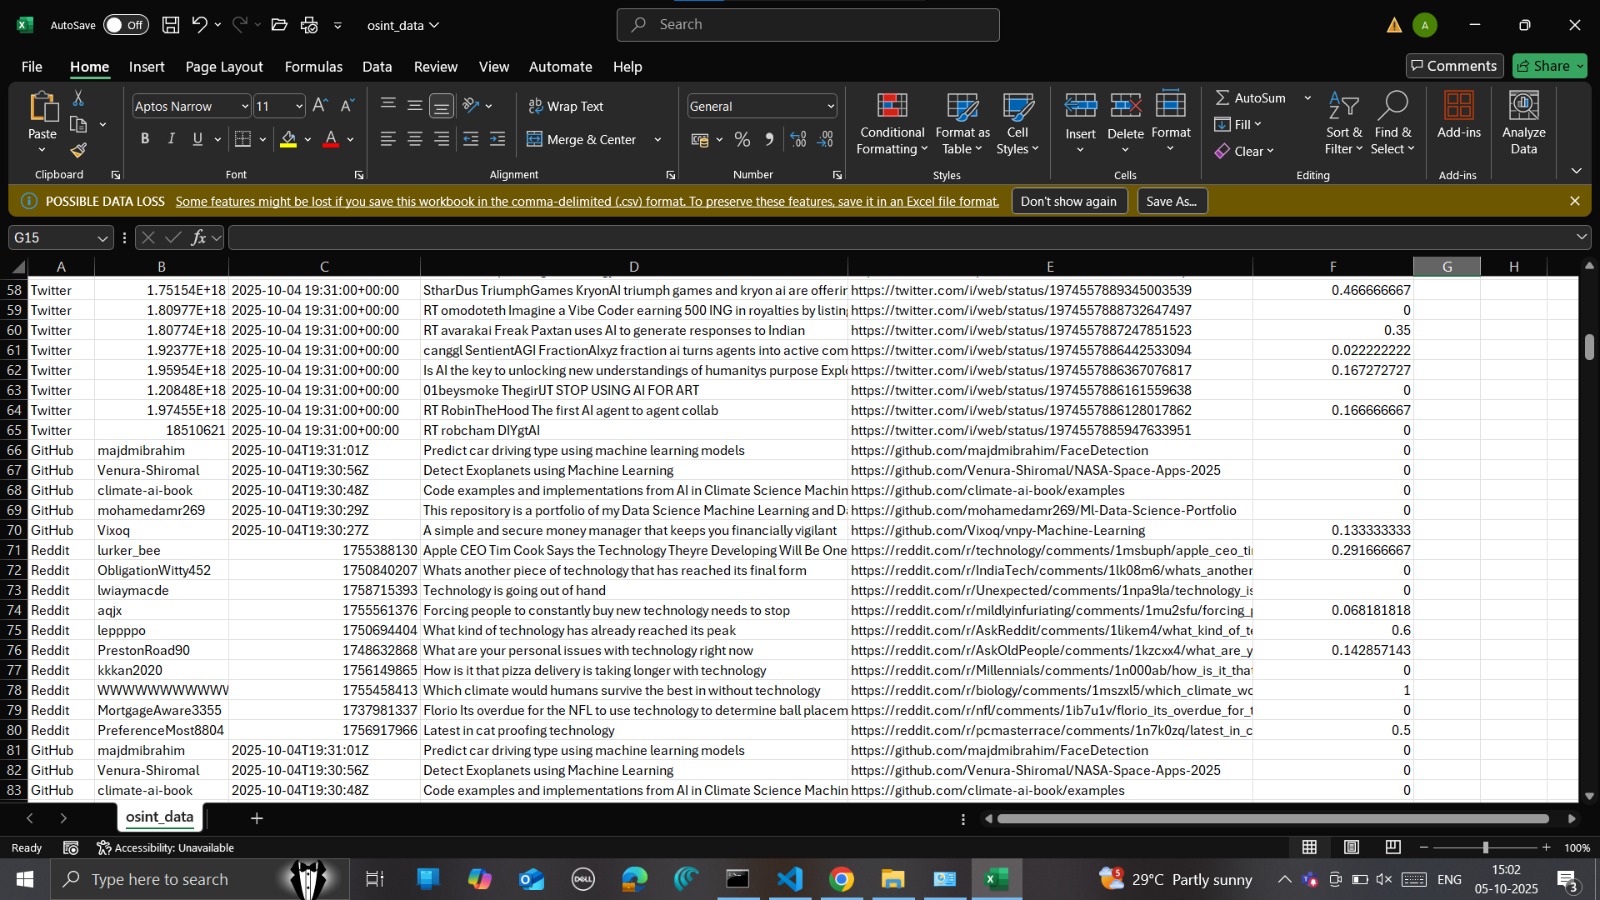 AutoSave Off osint_data Search A
File Home Insert Page Layout Formulas Data Review View Automate Help Comments Share
Paste Aptos Narrow 11 Wrap Text General Conditional Formatting Format as Table Cell Styles Insert Delete Format AutoSum Fill Clear Sort & Filter Find & Select Add-ins Analyze Data
B I U Merge & Center
Clipboard Font Alignment Number Styles Cells Editing Add-ins
POSSIBLE DATA LOSS Some features might be lost if you save this workbook in the comma-delimited (.csv) format. To preserve these features, save it in an Excel file format. Don't show again Save As...
G15 fx
A B C D E F G H
58 Twitter 1.75154E+18 2025-10-04 19:31:00+00:00 StharDus TriumphGames KryonAI triumph games and kryon ai are offerin https://twitter.com/i/web/status/1974557889345003539 0.466666667
59 Twitter 1.80977E+18 2025-10-04 19:31:00+00:00 RT omodoteth Imagine a Vibe Coder earning 500 ING in royalties by listing https://twitter.com/i/web/status/1974557888732647497 0
60 Twitter 1.80774E+18 2025-10-04 19:31:00+00:00 RT avarakai Freak Paxtan uses AI to generate responses to Indian https://twitter.com/i/web/status/1974557887247851523 0.35
61 Twitter 1.92377E+18 2025-10-04 19:31:00+00:00 canggl SentientAGI FractionAIxyz fraction ai turns agents into active com https://twitter.com/i/web/status/1974557886442533094 0.022222222
62 Twitter 1.95954E+18 2025-10-04 19:31:00+00:00 Is AI the key to unlocking new understandings of humanitys purpose Expl https://twitter.com/i/web/status/1974557886367076817 0.167272727
63 Twitter 1.20848E+18 2025-10-04 19:31:00+00:00 01beysmoke ThegirlJT STOP USING AI FOR ART https://twitter.com/i/web/status/1974557886161559638 0
64 Twitter 1.97455E+18 2025-10-04 19:31:00+00:00 RT RobinTheHood The first AI agent to agent collab https://twitter.com/i/web/status/1974557886128017862 0.166666667
65 Twitter 18510621 2025-10-04 19:31:00+00:00 RT robcham DIYgtAI https://twitter.com/i/web/status/1974557885947633951 0
66 GitHub majdmibrahim 2025-10-04T19:31:01Z Predict car driving type using machine learning models https://github.com/majdmibrahim/FaceDetection 0
67 GitHub Venura-Shiromal 2025-10-04T19:30:56Z Detect Exoplanets using Machine Learning https://github.com/Venura-Shiromal/NASA-Space-Apps-2025 0
68 GitHub climate-ai-book 2025-10-04T19:30:48Z Code examples and implementations from AI in Climate Science Machin https://github.com/climate-ai-book/examples 0
69 GitHub mohamedamr269 2025-10-04T19:30:29Z This repository is a portfolio of my Data Science Machine Learning and Da https://github.com/mohamedamr269/Ml-Data-Science-Portfolio 0
70 GitHub Vixoq 2025-10-04T19:30:27Z A simple and secure money manager that keeps you financially vigilant https://github.com/Vixoq/vnpy-Machine-Learning 0.133333333
71 Reddit lurker_bee 1755388130 Apple CEO Tim Cook Says the Technology Theyre Developing Will Be One https://reddit.com/r/technology/comments/1msbuph/apple_ceo_ti 0.291666667
72 Reddit ObligationWitty452 1750840207 Whats another piece of technology that has reached its final form https://reddit.com/r/IndiaTech/comments/1lk08m6/whats_another 0
73 Reddit lwiaymacde 1758715393 Technology is going out of hand https://reddit.com/r/Unexpected/comments/1npa9la/technology_is 0
74 Reddit aqjx 1755561376 Forcing people to constantly buy new technology needs to stop https://reddit.com/r/mildlyinfuriating/comments/1mu2sfu/forcing_p 0.068181818
75 Reddit leppppo 1750694404 What kind of technology has already reached its peak https://reddit.com/r/AskReddit/comments/1likem4/what_kind_of_te 0.6
76 Reddit PrestonRoad90 1748632868 What are your personal issues with technology right now https://reddit.com/r/AskOldPeople/comments/1kzcxx4/what_are_y 0.142857143
77 Reddit kkkan2020 1756149865 How is it that pizza delivery is taking longer with technology https://reddit.com/r/Millennials/comments/1n000ab/how_is_it_tha 0
78 Reddit WWWWWWWWWWW 1755458413 Which climate would humans survive the best in without technology https://reddit.com/r/biology/comments/1mszxl5/which_climate_wo 1
79 Reddit MortgageAware3355 1737981337 Florio Its overdue for the NFL to use technology to determine ball placem https://reddit.com/r/nfl/comments/1ib7u1v/florio_its_overdue_for_t 0
80 Reddit PreferenceMost8804 1756917966 Latest in cat proofing technology https://reddit.com/r/pcmasterrace/comments/1n7k0zq/latest_in_c 0.5
81 GitHub majdmibrahim 2025-10-04T19:31:01Z Predict car driving type using machine learning models https://github.com/majdmibrahim/FaceDetection 0
82 GitHub Venura-Shiromal 2025-10-04T19:30:56Z Detect Exoplanets using Machine Learning https://github.com/Venura-Shiromal/NASA-Space-Apps-2025 0
83 GitHub climate-ai-book 2025-10-04T19:30:48Z Code examples and implementations from AI in Climate Science Machin https://github.com/climate-ai-book/examples 0
osint_data
Ready Accessibility: Unavailable 100%
Type here to search DELL 5 29°C Partly sunny ENG 15:02
05-10-2025 3